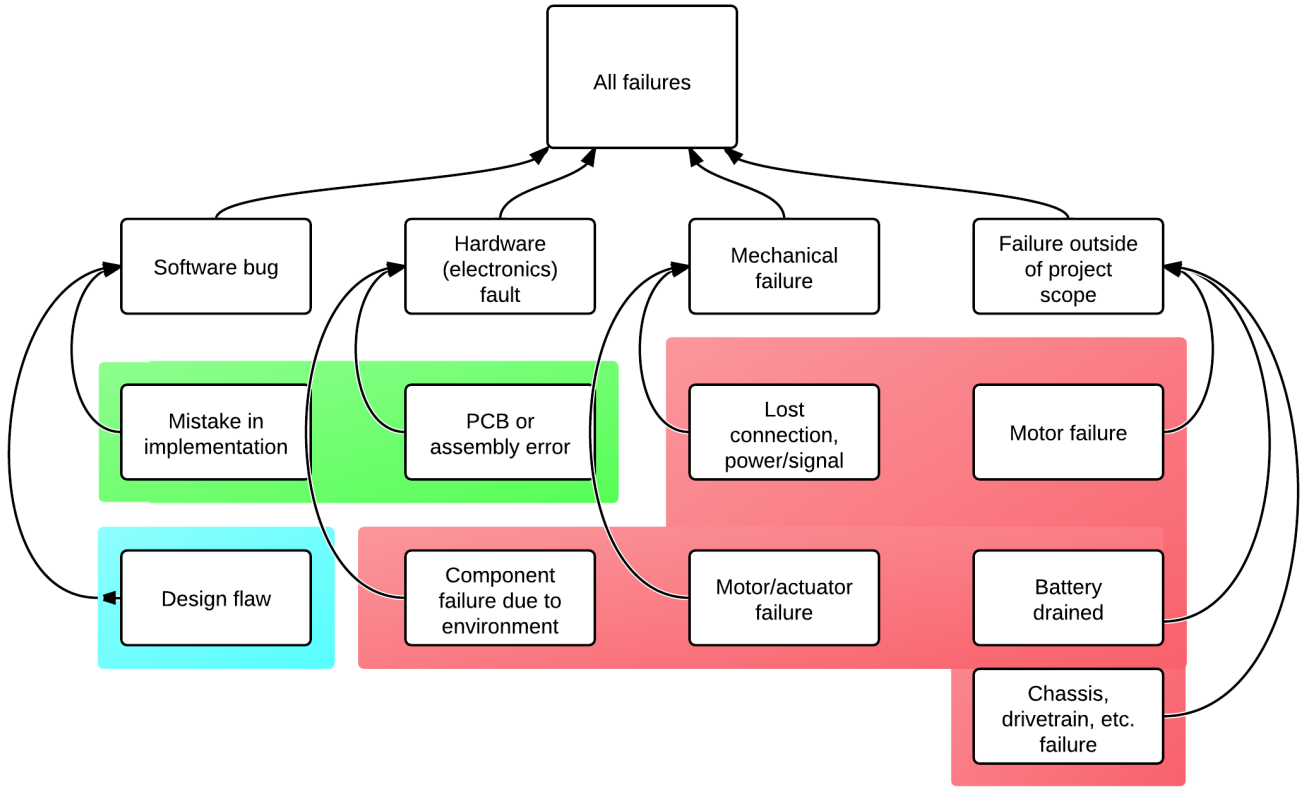 All failures
Software bug
Hardware
(electronics)
fault
Mechanical
failure
Failure outside
of project
scope
Mistake in
implementation
PCB or
assembly error
Lost
connection,
power/signal
Motor failure
Design flaw
Component
failure due to
environment
Motor/actuator
failure
Battery
drained
Chassis,
drivetrain, etc.
failure